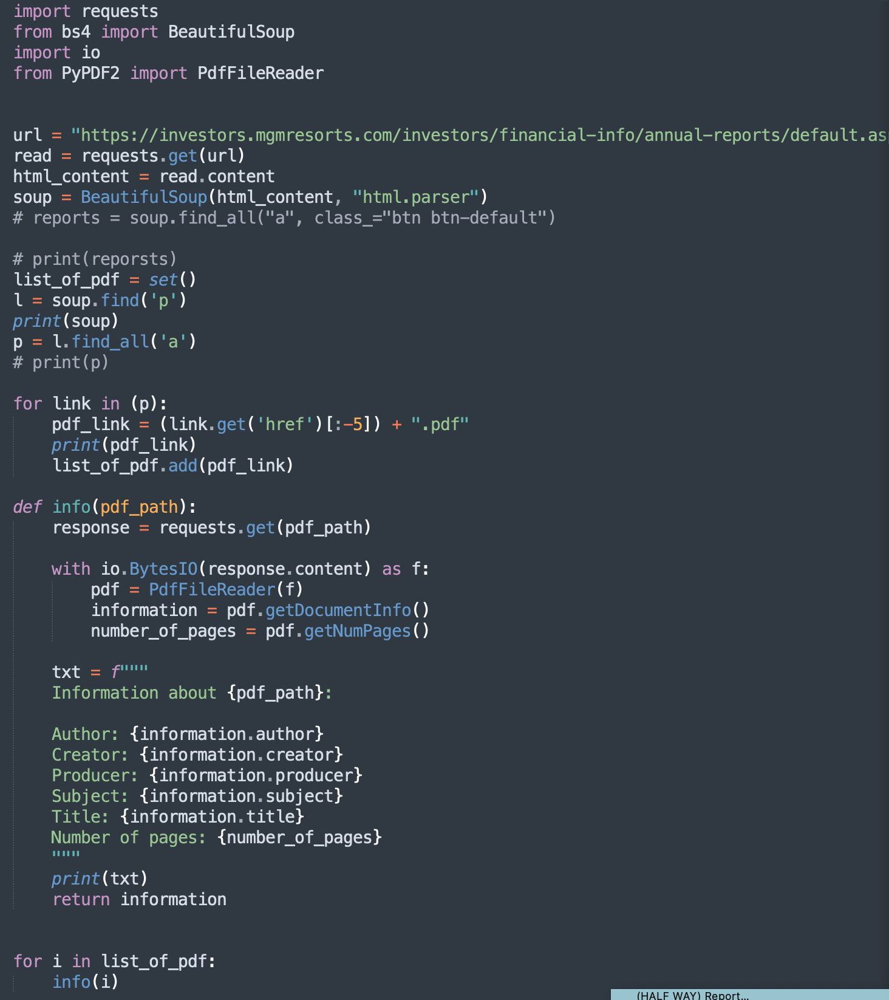 import requests
from bs4 import BeautifulSoup
import io
from PyPDF2 import PdfFileReader
url = "https://investors.mgmresorts.com/investors/financial-info/annual-reports/default.as
read = requests.get(url)
html_content = read.content
soup = BeautifulSoup(html_content, "html.parser")
# reports = soup.find_all("a", class_="btn btn-default")
# print(reporsts)
list_of_pdf = set()
l = soup.find('p')
print(soup)
p = l.find_all('a')
# print(p)
for link in (p):
    pdf_link = (link.get('href')[:-5]) + ".pdf"
    print(pdf_link)
    list_of_pdf.add(pdf_link)
def info(pdf_path):
    response = requests.get(pdf_path)
    with io.BytesIO(response.content) as f:
        pdf = PdfFileReader(f)
        information = pdf.getDocumentInfo()
        number_of_pages = pdf.getNumPages()
    txt = f"""
    Information about {pdf_path}:
    Author: {information.author}
    Creator: {information.creator}
    Producer: {information.producer}
    Subject: {information.subject}
    Title: {information.title}
    Number of pages: {number_of_pages}
    """
    print(txt)
    return information
for i in list_of_pdf:
    info(i)
(HALF WAY) Report...